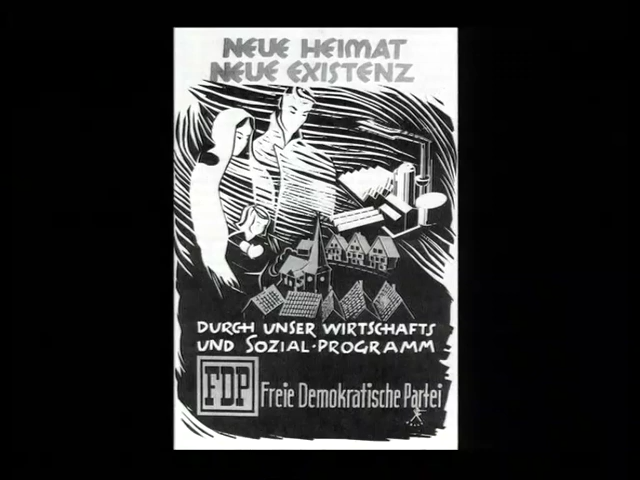 NEUE HEIMAT
NEUE EXISTENZ
DURCH UNSER WIRTSCHAFTS
UND SOZIAL-PROGRAMM
FDP Freie Demokratische Partei